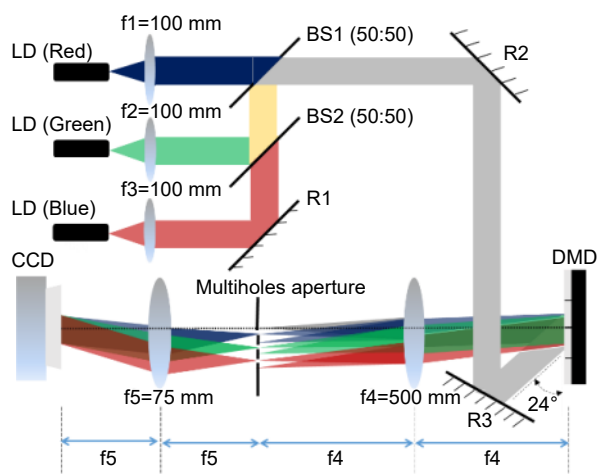 f1=100 mm
LD (Red)
BS1 (50:50)
R2
f2=100 mm
LD (Green)
BS2 (50:50)
f3=100 mm
LD (Blue)
R1
CCD
DMD
Multiholes aperture
f5=75 mm
f4=500 mm
R3
24°
f5
f5
f4
f4